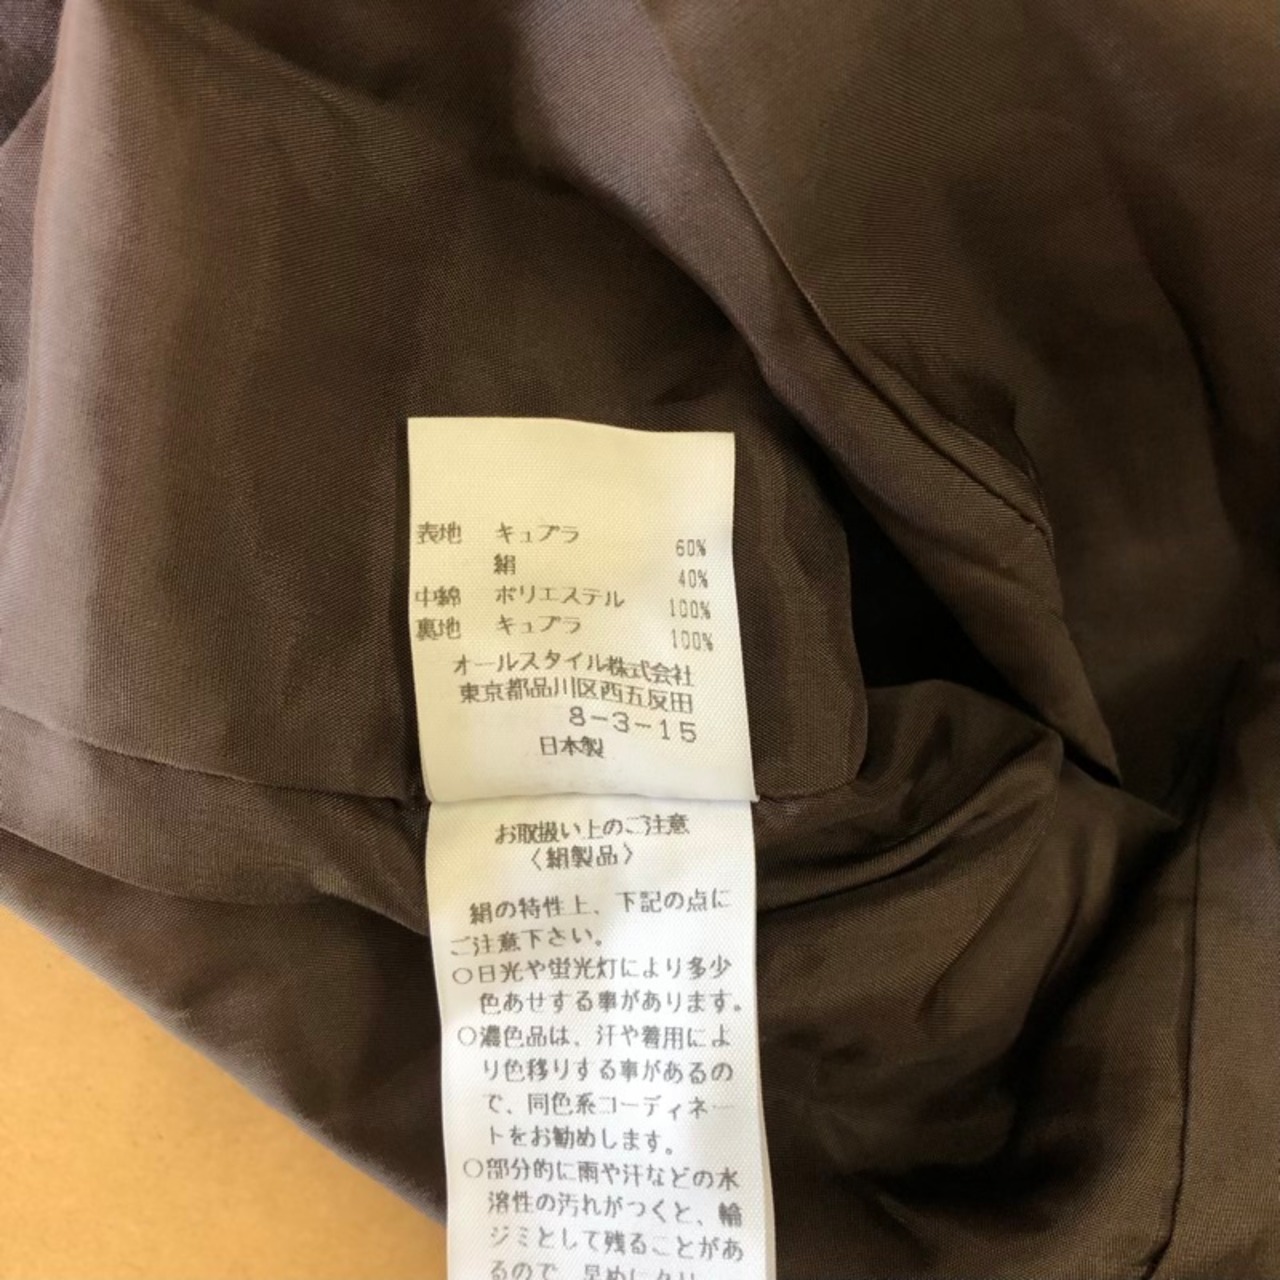 表地 キュプラ 60%
絹 40%
中綿 ポリエステル 100%
裏地 キュプラ 100%
オールスタイル株式会社
東京都品川区西五反田
8-3-15
日本製
お取扱い上のご注意
〈絹製品〉
絹の特性上、下記の点に
ご注意下さい。
○日光や蛍光灯により多少
色あせする事があります。
○濃色品は、汗や着用によ
り色移りする事があるの
で、同色系コーディネー
トをお勧めします。
○部分的に雨や汗などの水
溶性の汚れがつくと、輪
ジミとして残ることがあ
るので、早めにクリ